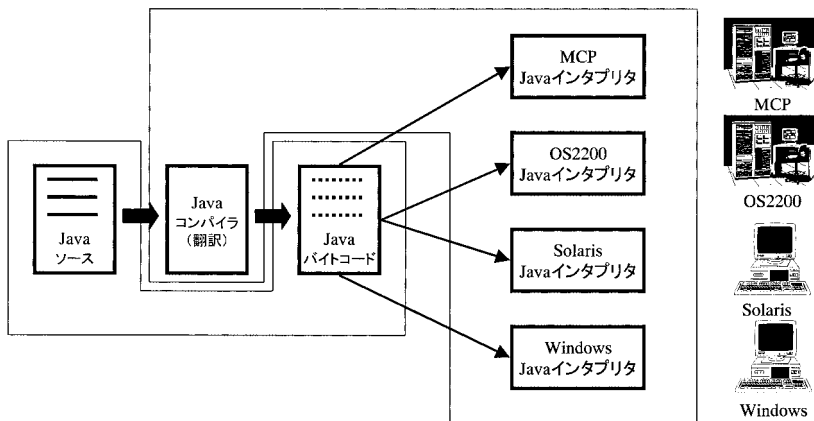 Java
ソース
Java
コンパイラ
(翻訳)
Java
バイトコード
MCP
Javaインタプリタ
OS2200
Javaインタプリタ
Solaris
Javaインタプリタ
Windows
Javaインタプリタ
MCP
OS2200
Solaris
Windows